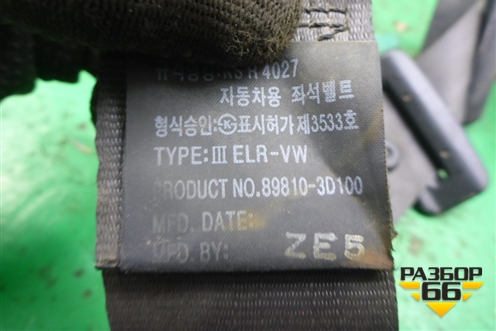 R 4027
자동차용 좌석벨트
형식승인:㉿표시허가 제3533호
TYPE:III ELR-VW
PRODUCT NO.89810-3D100
MFD. DATE:
MFD. BY: ZE5
РАЗБОР
66